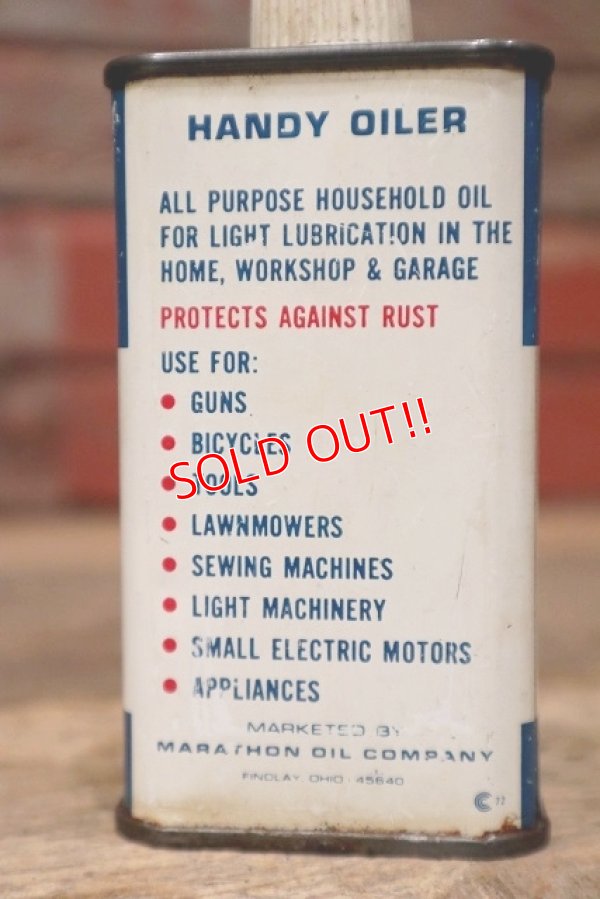 HANDY OILER
ALL PURPOSE HOUSEHOLD OIL
FOR LIGHT LUBRICATION IN THE
HOME, WORKSHOP & GARAGE
PROTECTS AGAINST RUST
USE FOR:
• GUNS
• BICYCLES
• TOOLS
SOLD OUT!!
• LAWNMOWERS
• SEWING MACHINES
• LIGHT MACHINERY
• SMALL ELECTRIC MOTORS
• APPLIANCES
MARKETED BY
MARATHON OIL COMPANY
FINDLAY, OHIO 45840
77